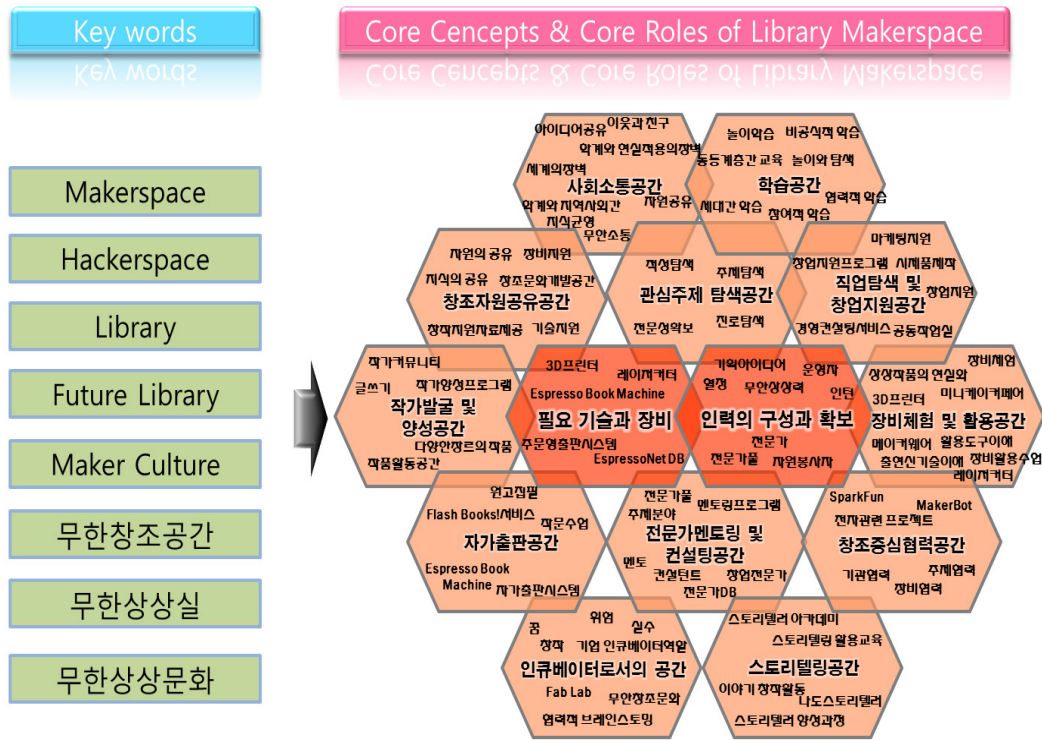 Key words
Core Cencepts & Core Roles of Library Makerspace
Makerspace
Hackerspace
Library
Future Library
Maker Culture
무한창조공간
무한상상실
무한상상문화
아이디어공유
이웃과 친구
학계와 현실적용의장벽
세계의장벽
사회소통공간
학계와 지역사회간
자원공유
지식균형
무한소통
놀이학습
비공식적 학습
동등계층간 교육
놀이와 탐색
학습공간
협력적 학습
세대간 학습
참여적 학습
자원의 공유
장비지원
지식의 공유
창조문화개발공간
창조자원공유공간
창작지원자료제공
기술지원
적성탐색
주제탐색
관심주제 탐색공간
전문성확보
진로탐색
마케팅지원
창업지원프로그램
시제품제작
직업탐색 및
창업지원공간
창업지원
경영컨설팅서비스
공동작업실
작가커뮤니티
글쓰기
작가양성프로그램
작가발굴 및
양성공간
다양한장르의 작품
작품활동공간
3D프린터
레이저커터
Espresso Book Machine
필요 기술과 장비
주문형출판시스템
EspressoNet DB
기획아이디어
운영자
열정
무한상상력
인턴
인력의 구성과 확보
전문가
전문가풀
자원봉사자
장비체험
상상작품의 현실화
3D프린터
미니메이커페어
장비체험 및 활용공간
메이커웨어
활용도구이해
출현신기술이해
장비활용수업
레이저커터
원고집필
Flash Books!서비스
작문수업
자가출판공간
Espresso Book
Machine
자가출판시스템
전문가풀
멘토링프로그램
주제분야
전문가멘토링 및
컨설팅공간
멘토
컨설턴트
창업전문가
전문가DB
SparkFun
MakerBot
전자관련 프로젝트
창조중심협력공간
기관협력
주제협력
장비협력
위험
꿈
실수
창작
기업 인큐베이터역할
인큐베이터로서의 공간
Fab Lab
무한창조문화
협력적 브레인스토밍
스토리텔러 아카데미
스토리텔링 활용교육
스토리텔링공간
이야기 창작활동
나도스토리텔러
스토리텔러 양성과정